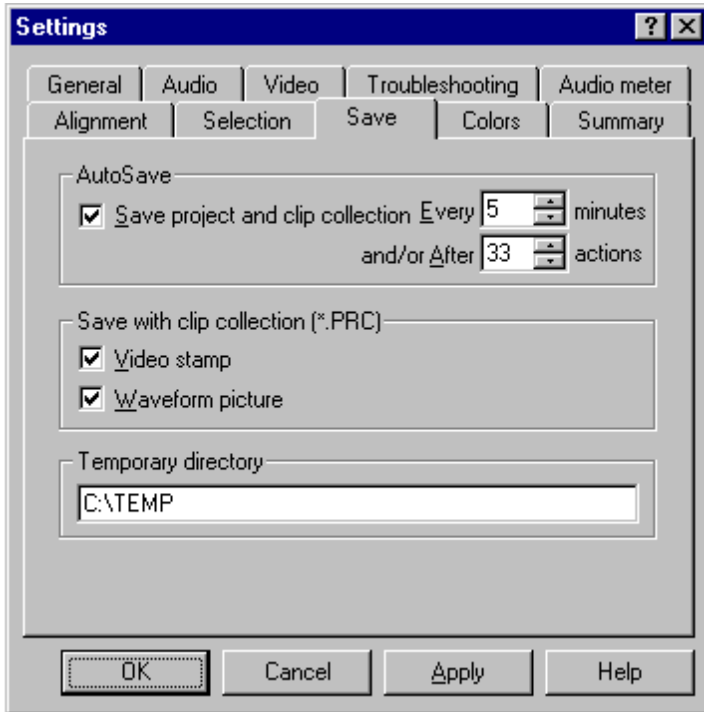 Settings
General Audio Video Troubleshooting Audio meter
Alignment Selection Save Colors Summary
AutoSave
Save project and clip collection Every 5 minutes
and/or After 33 actions
Save with clip collection (*.PRC)
Video stamp
Waveform picture
Temporary directory
C:\TEMP
OK Cancel Apply Help